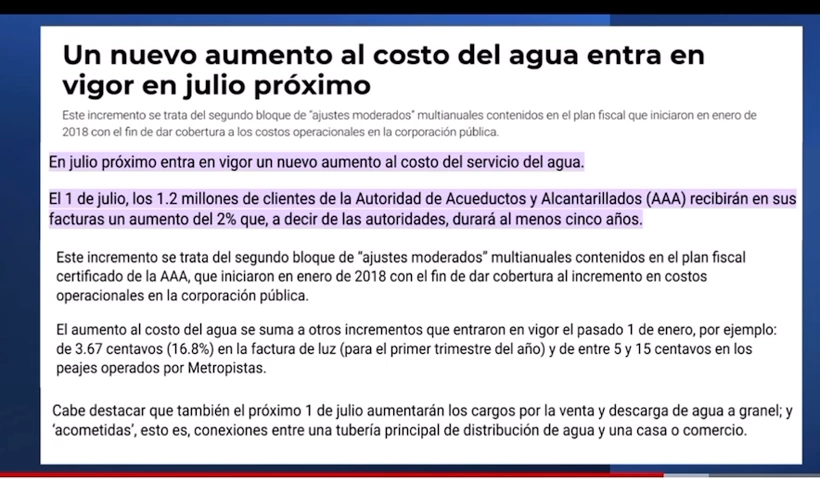 Un nuevo aumento al costo del agua entra en
vigor en julio próximo
Este incremento se trata del segundo bloque de "ajustes moderados" multianuales contenidos en el plan fiscal que iniciaron en enero de
2018 con el fin de dar cobertura a los costos operacionales en la corporación pública.
En julio próximo entra en vigor un nuevo aumento al costo del servicio del agua.
El 1 de julio, los 1.2 millones de clientes de la Autoridad de Acueductos y Alcantarillados (AAA) recibirán en sus
facturas un aumento del 2% que, a decir de las autoridades, durará al menos cinco años.
Este incremento se trata del segundo bloque de “ajustes moderados” multianuales contenidos en el plan fiscal
certificado de la AAA, que iniciaron en enero de 2018 con el fin de dar cobertura al incremento en costos
operacionales en la corporación pública.
El aumento al costo del agua se suma a otros incrementos que entraron en vigor el pasado 1 de enero, por ejemplo:
de 3.67 centavos (16.8%) en la factura de luz (para el primer trimestre del año) y de entre 5 y 15 centavos en los
peajes operados por Metropistas.
Cabe destacar que también el próximo 1 de julio aumentarán los cargos por la venta y descarga de agua a granel; y
‘acometidas’, esto es, conexiones entre una tubería principal de distribución de agua y una casa o comercio.